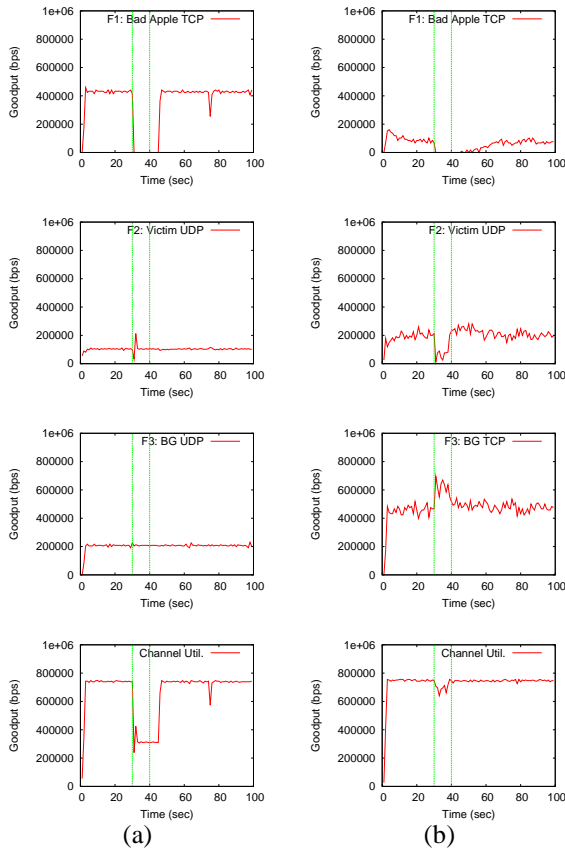 F1: Bad Apple TCP
Goodput (bps)
1e+06
800000
600000
400000
200000
0
0 20 40 60 80 100
Time (sec)
F1: Bad Apple TCP
Goodput (bps)
1e+06
800000
600000
400000
200000
0
0 20 40 60 80 100
Time (sec)
F2: Victim UDP
Goodput (bps)
1e+06
800000
600000
400000
200000
0
0 20 40 60 80 100
Time (sec)
F2: Victim UDP
Goodput (bps)
1e+06
800000
600000
400000
200000
0
0 20 40 60 80 100
Time (sec)
F3: BG UDP
Goodput (bps)
1e+06
800000
600000
400000
200000
0
0 20 40 60 80 100
Time (sec)
F3: BG TCP
Goodput (bps)
1e+06
800000
600000
400000
200000
0
0 20 40 60 80 100
Time (sec)
Channel Util.
Goodput (bps)
1e+06
800000
600000
400000
200000
0
0 20 40 60 80 100
Time (sec)
Channel Util.
Goodput (bps)
1e+06
800000
600000
400000
200000
0
0 20 40 60 80 100
Time (sec)
(a)
(b)